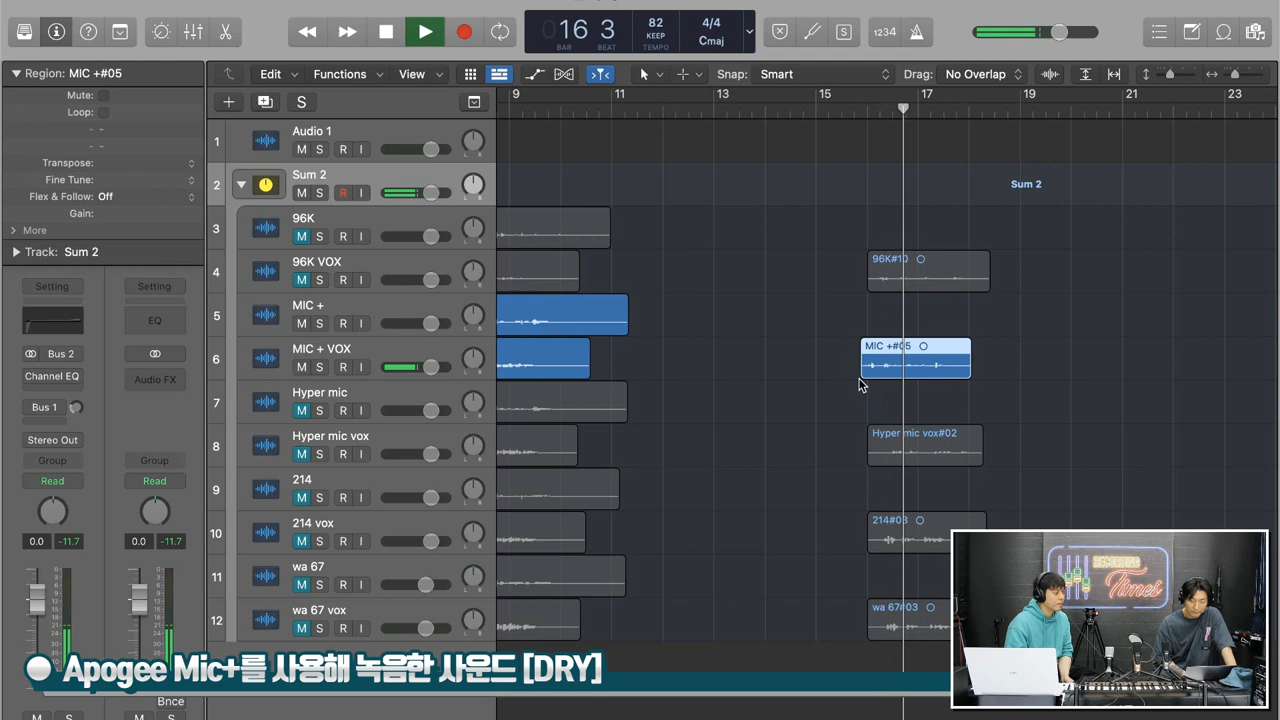 16 3
BAR BEAT
82
KEEP
TEMPO
4/4
Cmaj
1234
Region: MIC +#05
Mute:
Loop:
Transpose:
Fine Tune:
Flex & Follow: Off
Gain:
More
Track: Sum 2
Edit Functions View
Snap: Smart
Drag: No Overlap
S
9 11 13 15 17 19 21 23
1 Audio 1
M S R I
2 Sum 2
M S R I
Sum 2
3 96K
M S R I
4 96K VOX
M S R I
96K#10
5 MIC +
M S R I
6 MIC + VOX
M S R I
MIC +#05
7 Hyper mic
M S R I
8 Hyper mic vox
M S R I
Hyper mic vox#02
9 214
M S R I
10 214 vox
M S R I
214#03
11 wa 67
M S R I
12 wa 67 vox
M S R I
wa 67#03
Setting Setting
EQ
Bus 2
Channel EQ Audio FX
Bus 1
Stereo Out
Group Group
Read Read
0.0 -11.7 0.0 -11.7
Bnce
M S M S
RECORDING
Times
Apogee Mic+를 사용해 녹음한 사운드 [DRY]